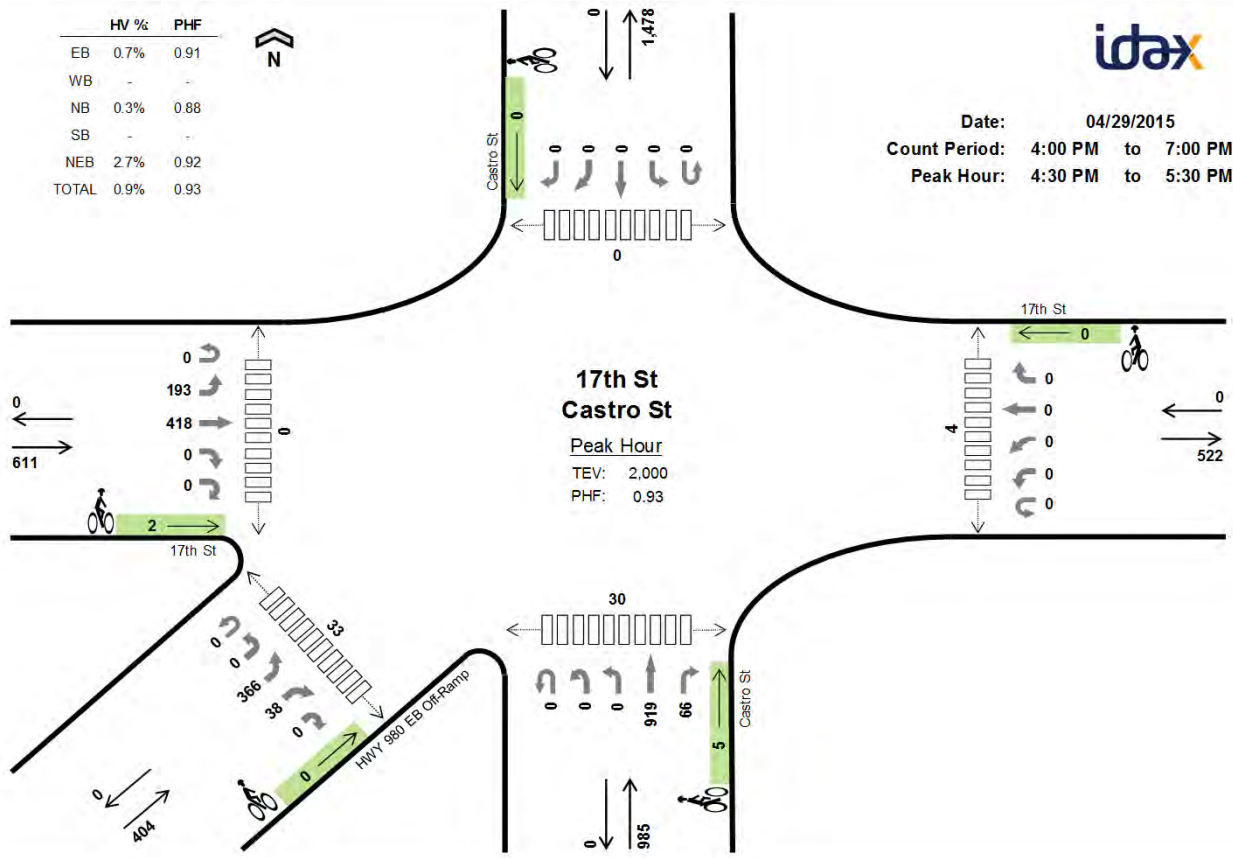 HV %: PHF
EB 0.7% 0.91
WB - -
NB 0.3% 0.88
SB - -
NEB 2.7% 0.92
TOTAL 0.9% 0.93
N
idax
Date: 04/29/2015
Count Period: 4:00 PM to 7:00 PM
Peak Hour: 4:30 PM to 5:30 PM
0
1,478
Castro St
0
0 0 0 0 0
0
17th St
0
0
0
0
0
0
4
0
522
17th St
Castro St
Peak Hour
TEV: 2,000
PHF: 0.93
0
193
418
0
0
0
0
611
2
17th St
33
0
0
366
38
0
0
HWY 980 EB Off-Ramp
0
404
30
0 0 0 919 66
5
Castro St
0
985